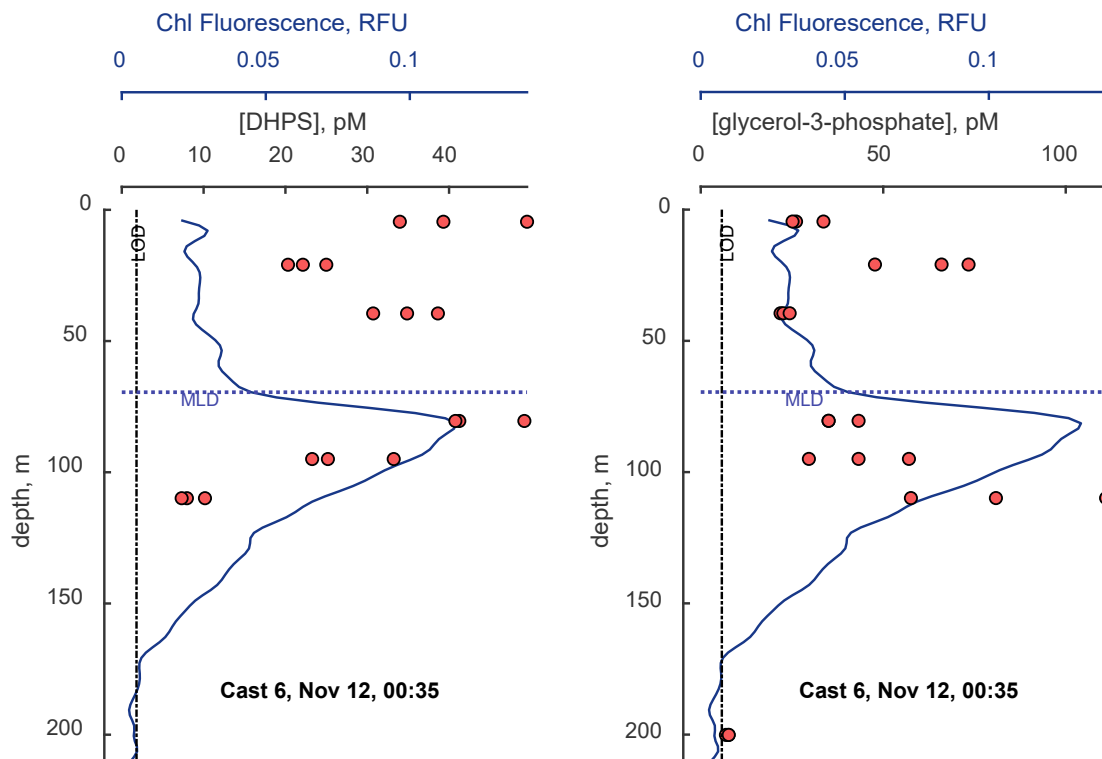 Chl Fluorescence, RFU
0 0.05 0.1
[DHPS], pM
0 10 20 30 40
0
LOD
50
MLD
100
depth, m
150
Cast 6, Nov 12, 00:35
200
Chl Fluorescence, RFU
0 0.05 0.1
[glycerol-3-phosphate], pM
0 50 100
0
LOD
50
MLD
100
depth, m
150
Cast 6, Nov 12, 00:35
200